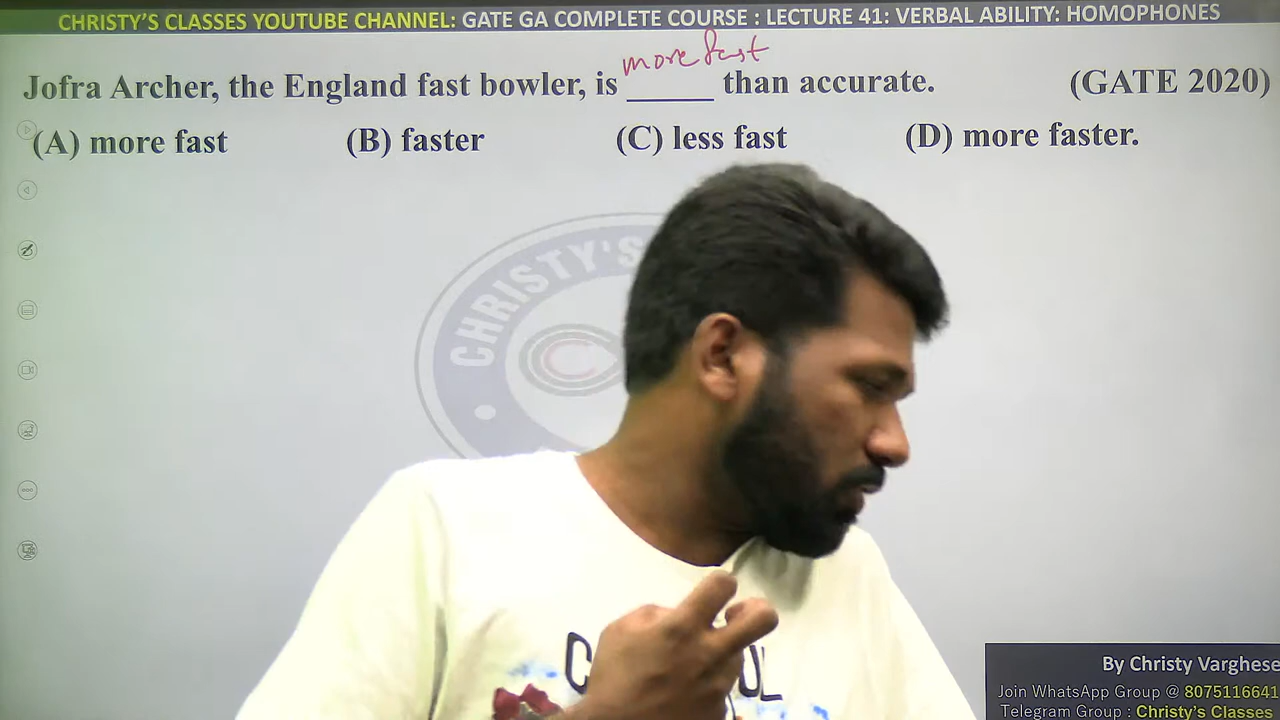 CHRISTY'S CLASSES YOUTUBE CHANNEL: GATE GA COMPLETE COURSE : LECTURE 41: VERBAL ABILITY: HOMOPHONES
more fast
Jofra Archer, the England fast bowler, is ______ than accurate. (GATE 2020)
(A) more fast (B) faster (C) less fast (D) more faster.
CHRISTY'S
C
By Christy Varghese
Join WhatsApp Group @ 8075116641
Telegram Group : Christy's Classes